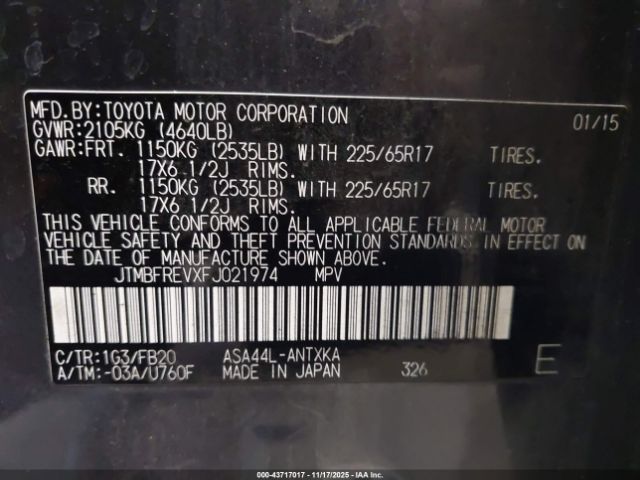 MFD.BY:TOYOTA MOTOR CORPORATION 01/15
GVWR:2105KG (4640LB)
GAWR:FRT. 1150KG (2535LB) WITH 225/65R17 TIRES.
17X6 1/2J RIMS.
RR. 1150KG (2535LB) WITH 225/65R17 TIRES.
17X6 1/2J RIMS.
THIS VEHICLE CONFORMS TO ALL APPLICABLE FEDERAL MOTOR
VEHICLE SAFETY AND THEFT PREVENTION STANDARDS IN EFFECT ON
THE DATE OF MANUFACTURE SHOWN ABOVE.
JTMBFREVXFJ021974 MPV
C/TR:1G3/FB20 ASA44L-ANTXKA
A/TM:-03A/U760F MADE IN JAPAN 326 E
000-43717017 - 11/17/2025 - IAA Inc.